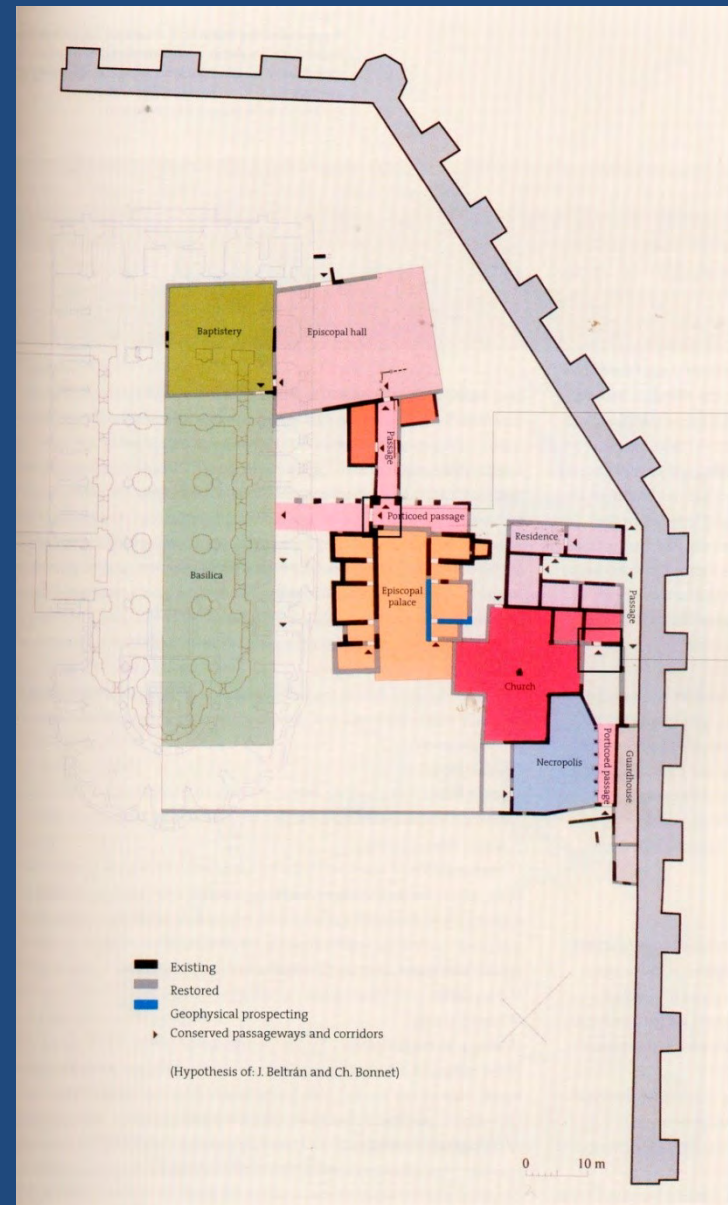 Baptistery
Episcopal hall
Passage
Porticoed passage
Residence
Basilica
Episcopal
palace
Passage
Church
Necropolis
Porticoed passage
Guardhouse
Existing
Restored
Geophysical prospecting
Conserved passageways and corridors
(Hypothesis of: J. Beltrán and Ch. Bonnet)
0 10 m